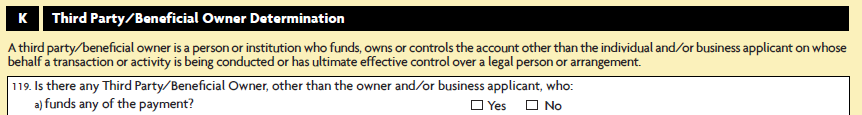 K Third Party/Beneficial Owner Determination
A third party/beneficial owner is a person or institution who funds, owns or controls the account other than the individual and/or business applicant on whose
behalf a transaction or activity is being conducted or has ultimate effective control over a legal person or arrangement.
119. Is there any Third Party/Beneficial Owner, other than the owner and/or business applicant, who:
a) funds any of the payment? Yes No